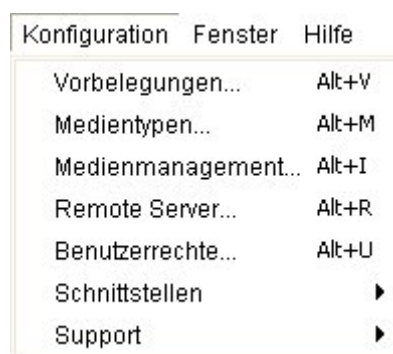 Konfiguration Fenster Hilfe
Vorbelegungen... Alt+V
Medientypen... Alt+M
Medienmanagement... Alt+I
Remote Server... Alt+R
Benutzerrechte... Alt+U
Schnittstellen
Support